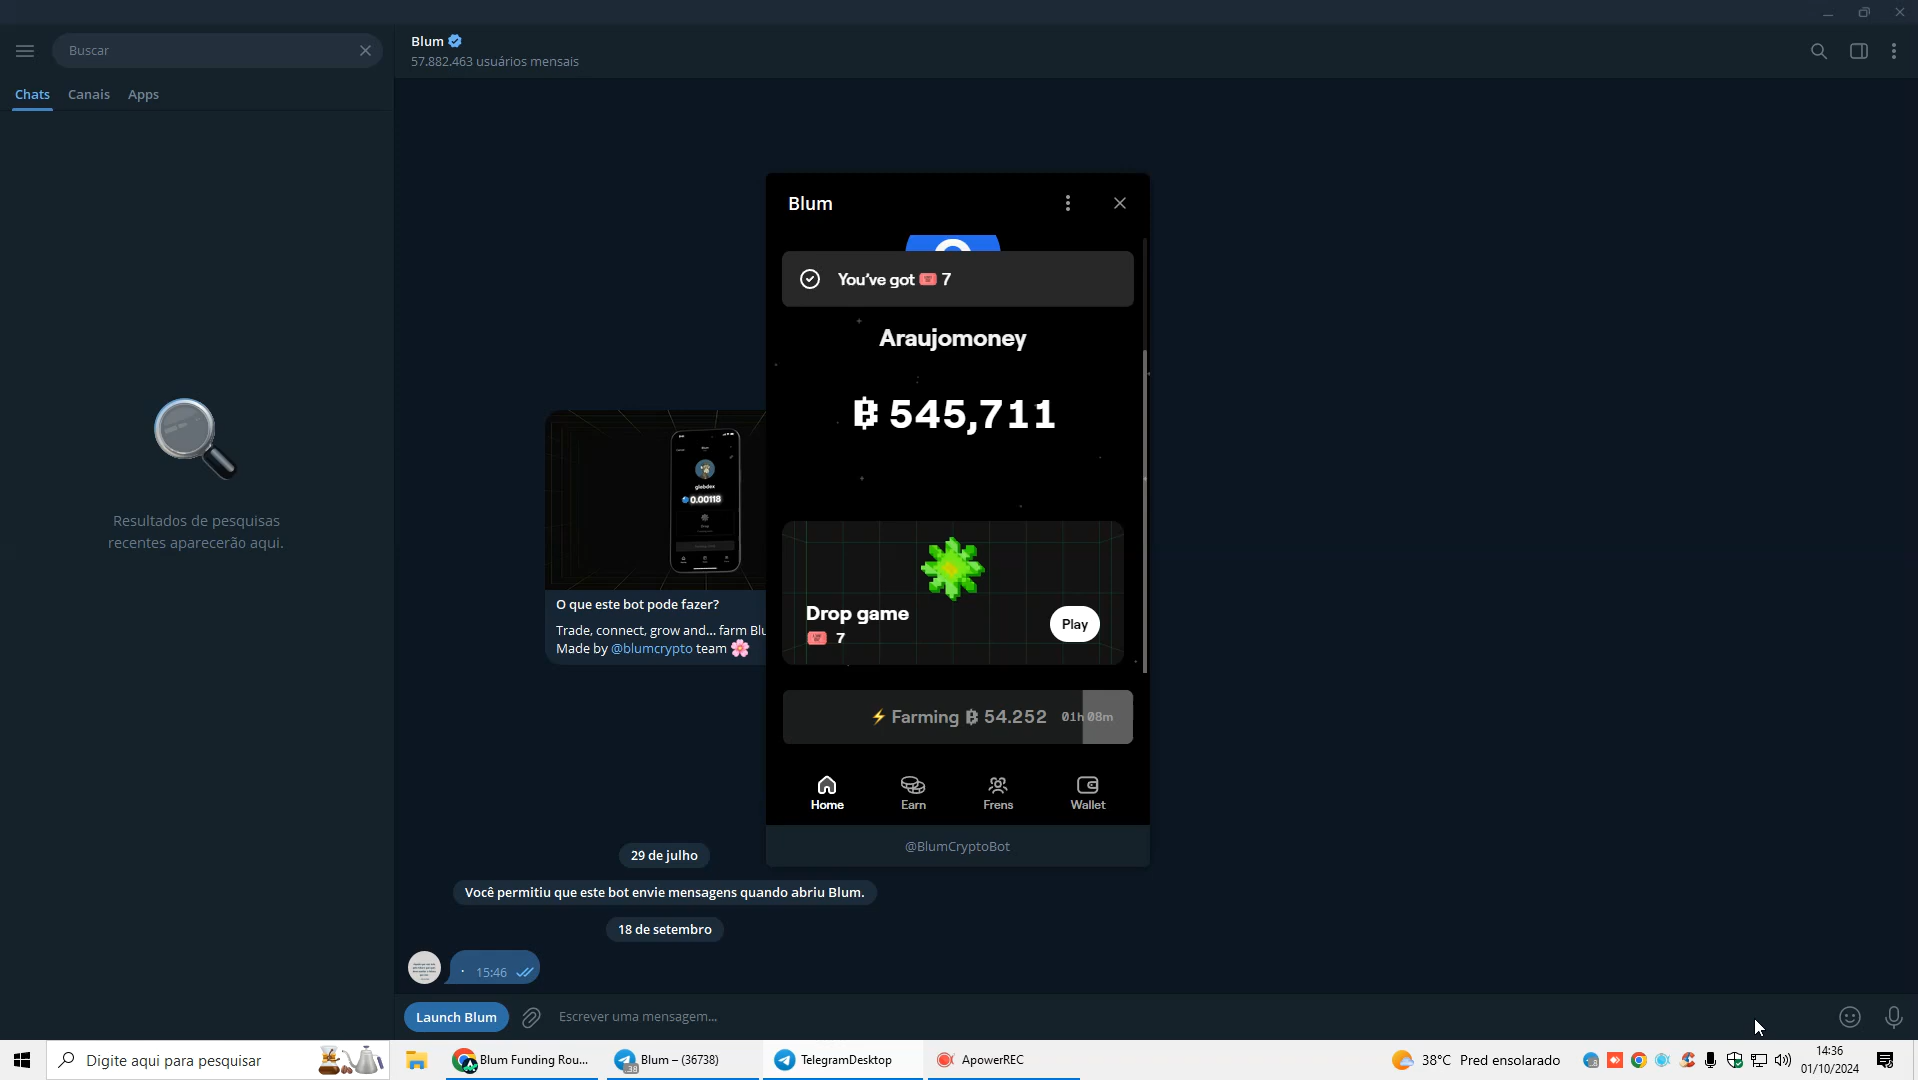 Buscar
Chats
Canais
Apps
Resultados de pesquisas
recentes aparecerão aqui.
Blum
57.882.463 usuários mensais
glebdex
0.00118
O que este bot pode fazer?
Trade, connect, grow and... farm Blu
Made by @blumcrypto team
Blum
You've got 7
Araujomoney
545,711
Drop game
7
Play
Farming 54.252 01h 08m
Home
Earn
Frens
Wallet
@BlumCryptoBot
29 de julho
Você permitiu que este bot envie mensagens quando abriu Blum.
18 de setembro
. 15:46
Launch Blum
Escrever uma mensagem...
Digite aqui para pesquisar
Blum Funding Rou...
.38
Blum – (36738)
TelegramDesktop
ApowerREC
38°C Pred ensolarado
14:36
01/10/2024